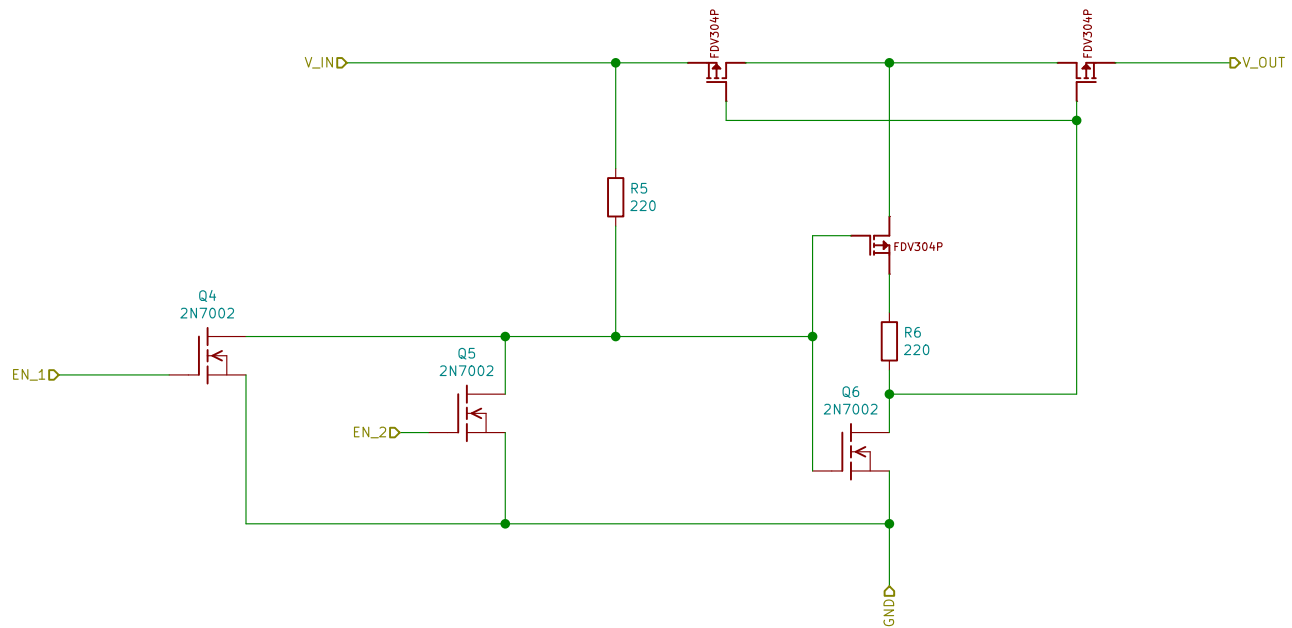 FDV304P
FDV304P
V_IN
V_OUT
R5
220
FDV304P
Q4
2N7002
R6
220
Q5
2N7002
EN_1
Q6
2N7002
EN_2
GND